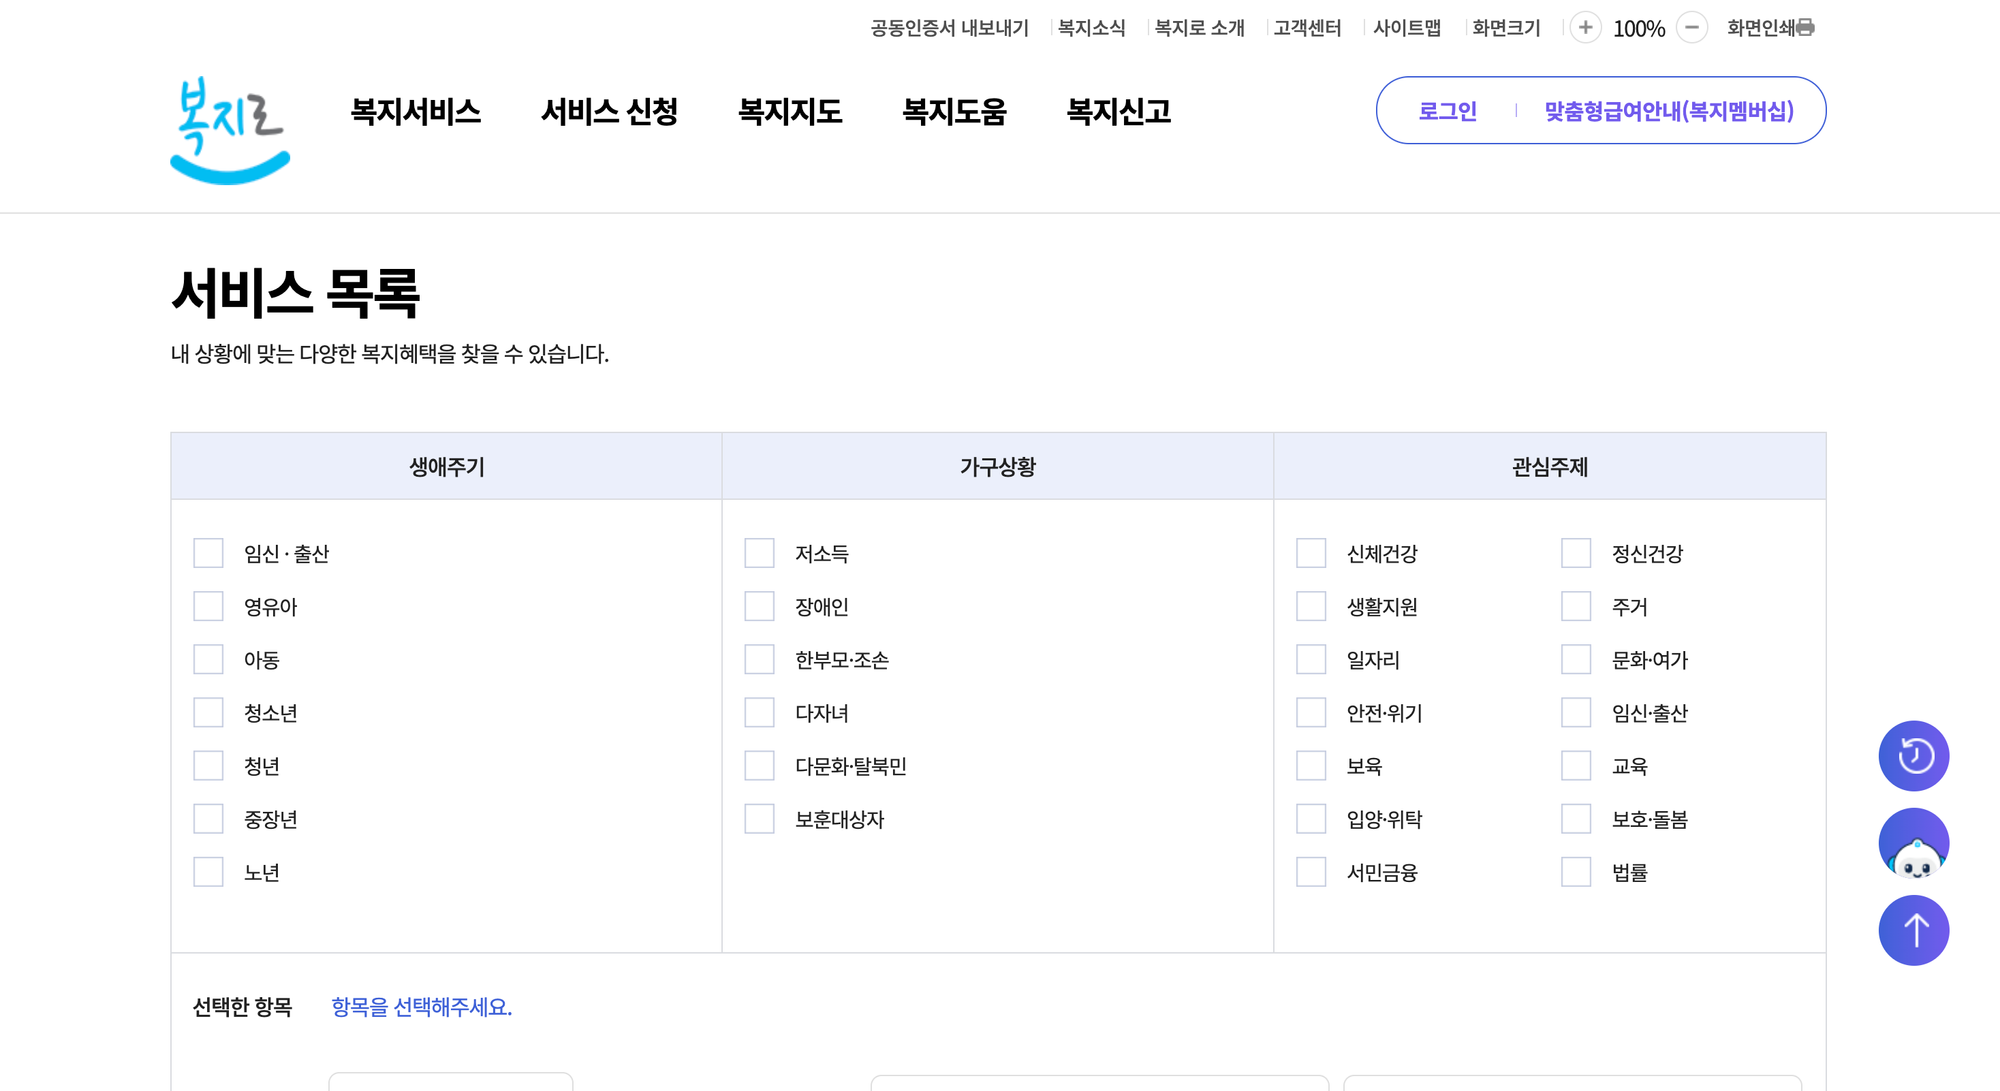 공동인증서 내보내기 복지소식 복지로 소개 고객센터 사이트맵 화면크기 + 100% − 화면인쇄
복지로
복지서비스 서비스 신청 복지지도 복지도움 복지신고 로그인 맞춤형급여안내(복지멤버십)
서비스 목록
내 상황에 맞는 다양한 복지혜택을 찾을 수 있습니다.
생애주기 가구상황 관심주제
임신 · 출산 저소득 신체건강 정신건강
영유아 장애인 생활지원 주거
아동 한부모·조손 일자리 문화·여가
청소년 다자녀 안전·위기 임신·출산
청년 다문화·탈북민 보육 교육
중장년 보훈대상자 입양·위탁 보호·돌봄
노년 서민금융 법률
선택한 항목 항목을 선택해주세요.